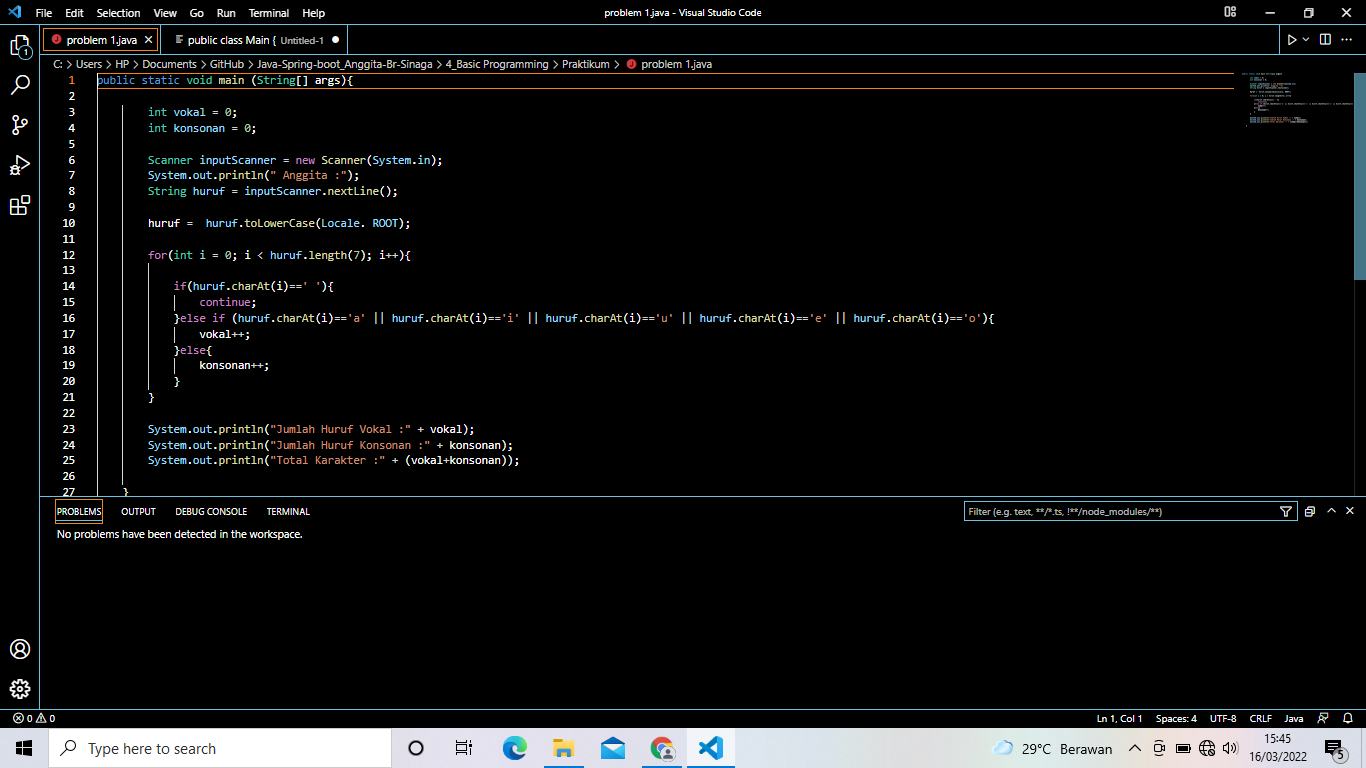 File Edit Selection View Go Run Terminal Help problem 1.java - Visual Studio Code
problem 1.java public class Main { Untitled-1
C: > Users > HP > Documents > GitHub > Java-Spring-boot_Anggita-Br-Sinaga > 4_Basic Programming > Praktikum > problem 1.java
1 public static void main (String[] args){
2
3 int vokal = 0;
4 int konsonan = 0;
5
6 Scanner inputScanner = new Scanner(System.in);
7 System.out.println(" Anggita :");
8 String huruf = inputScanner.nextLine();
9
10 huruf =  huruf.toLowerCase(Locale. ROOT);
11
12 for(int i = 0; i < huruf.length(7); i++){
13
14 if(huruf.charAt(i)==' '){
15 continue;
16 }else if (huruf.charAt(i)=='a' || huruf.charAt(i)=='i' || huruf.charAt(i)=='u' || huruf.charAt(i)=='e' || huruf.charAt(i)=='o'){
17 vokal++;
18 }else{
19 konsonan++;
20 }
21 }
22
23 System.out.println("Jumlah Huruf Vokal :" + vokal);
24 System.out.println("Jumlah Huruf Konsonan :" + konsonan);
25 System.out.println("Total Karakter :" + (vokal+konsonan));
26
27 }
PROBLEMS OUTPUT DEBUG CONSOLE TERMINAL Filter (e.g. text, **/*.ts, !**/node_modules/**)
No problems have been detected in the workspace.
1
0 0 Ln 1, Col 1 Spaces: 4 UTF-8 CRLF Java
Type here to search 29°C Berawan 15:45
16/03/2022 5